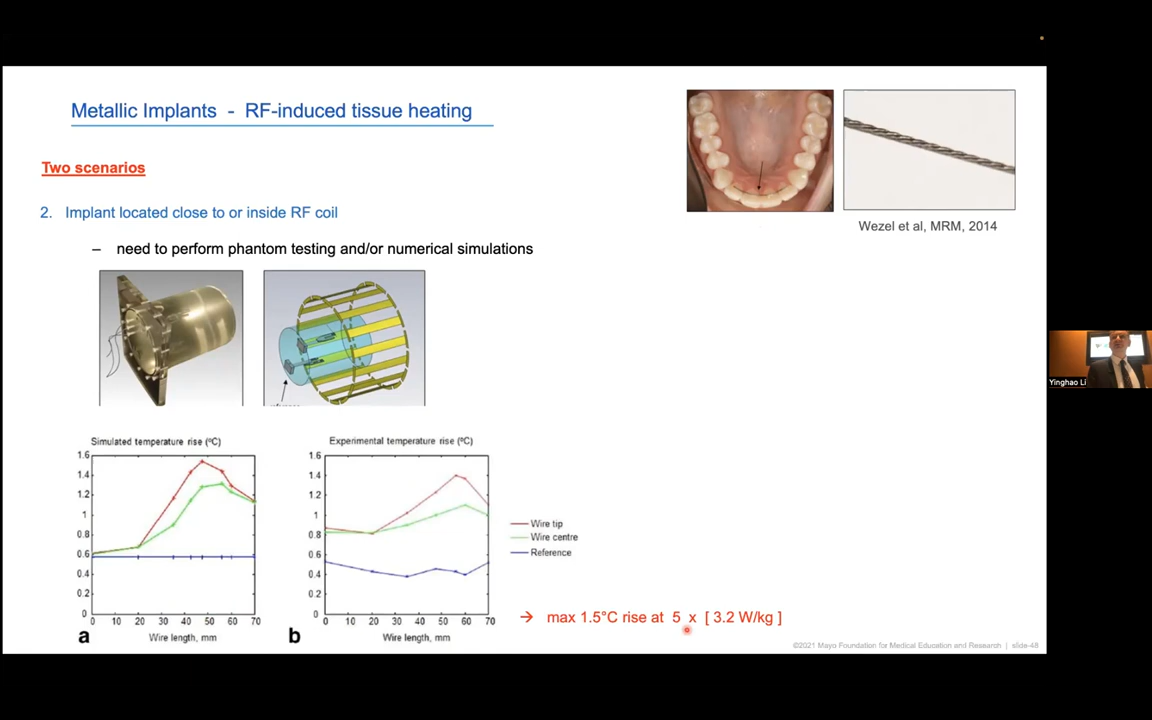 Metallic Implants - RF-induced tissue heating
Two scenarios
2. Implant located close to or inside RF coil
– need to perform phantom testing and/or numerical simulations
Wezel et al, MRM, 2014
Yinghao Li
Simulated temperature rise (ºC)
1.6
1.4
1.2
1
0.8
0.6
0.4
0.2
0
0 10 20 30 40 50 60 70
a
Wire length, mm
Experimental temperature rise (ºC)
1.6
1.4
1.2
1
0.8
0.6
0.4
0.2
0
0 10 20 30 40 50 60 70
b
Wire length, mm
Wire tip
Wire centre
Reference
→ max 1.5°C rise at 5 x [ 3.2 W/kg ]
©2021 Mayo Foundation for Medical Education and Research | slide-48